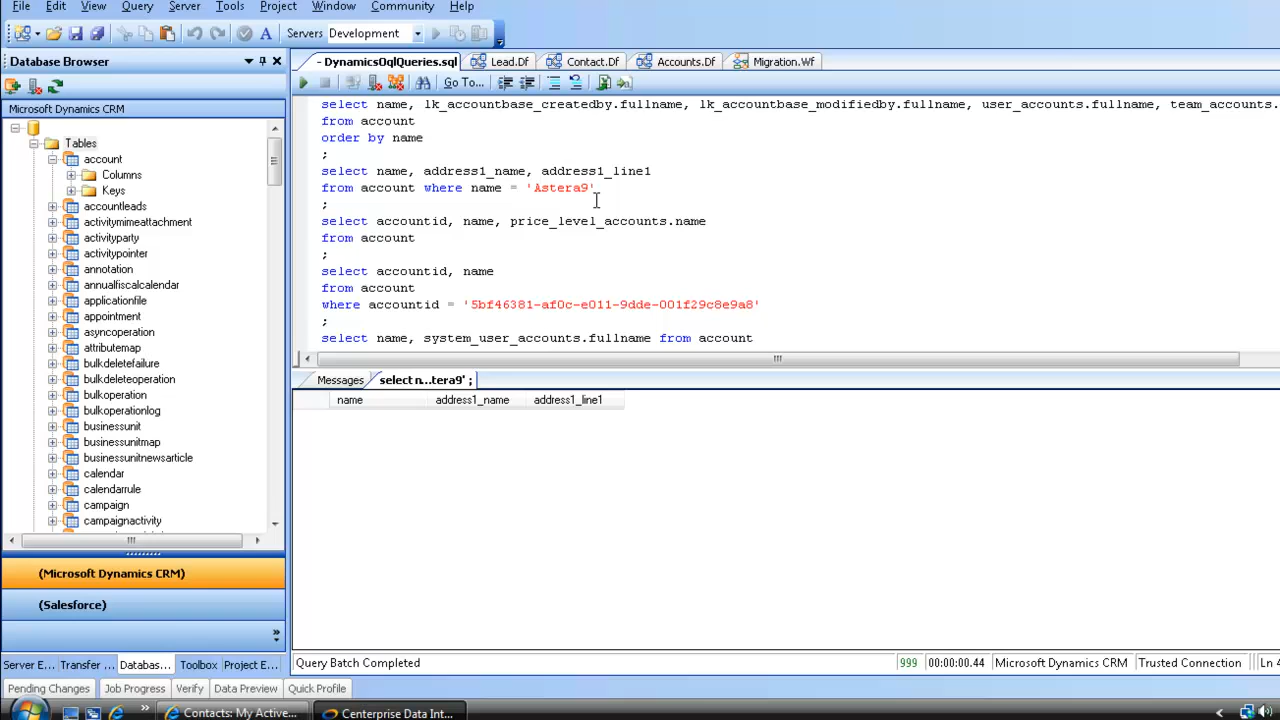 File Edit View Query Server Tools Project Window Community Help
Servers Development
Database Browser
DynamicsOqlQueries.sql Lead.Df Contact.Df Accounts.Df Migration.Wf
Go To...
Microsoft Dynamics CRM
Tables
account
Columns
Keys
accountleads
activitymimeattachment
activityparty
activitypointer
annotation
annualfiscalcalendar
applicationfile
appointment
asyncoperation
attributemap
bulkdeletefailure
bulkdeleteoperation
bulkoperation
bulkoperationlog
businessunit
businessunitmap
businessunitnewsarticle
calendar
calendarrule
campaign
campaignactivity
(Microsoft Dynamics CRM)
(Salesforce)
Server E... Transfer ... Databas... Toolbox Project E...
select name, lk_accountbase_createdby.fullname, lk_accountbase_modifiedby.fullname, user_accounts.fullname, team_accounts.
from account
order by name
;
select name, address1_name, address1_line1
from account where name = 'Astera9'
;
select accountid, name, price_level_accounts.name
from account
;
select accountid, name
from account
where accountid = '5bf46381-af0c-e011-9dde-001f29c8e9a8'
;
select name, system_user_accounts.fullname from account
Messages select n...tera9' ;
name address1_name address1_line1
Query Batch Completed 999 00:00:00.44 Microsoft Dynamics CRM Trusted Connection Ln 4
Pending Changes Job Progress Verify Data Preview Quick Profile
Contacts: My Active... Centerprise Data Int...